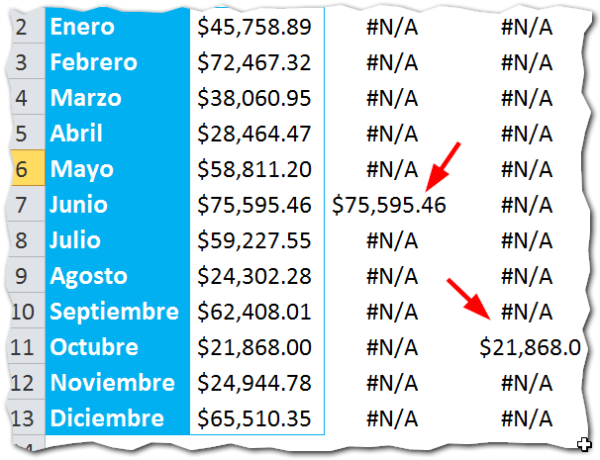 2 Enero $45,758.89 #N/A #N/A
3 Febrero $72,467.32 #N/A #N/A
4 Marzo $38,060.95 #N/A #N/A
5 Abril $28,464.47 #N/A #N/A
6 Mayo $58,811.20 #N/A #N/A
7 Junio $75,595.46 $75,595.46 #N/A
8 Julio $59,227.55 #N/A #N/A
9 Agosto $24,302.28 #N/A #N/A
10 Septiembre $62,408.01 #N/A #N/A
11 Octubre $21,868.00 #N/A $21,868.0
12 Noviembre $24,944.78 #N/A #N/A
13 Diciembre $65,510.35 #N/A #N/A